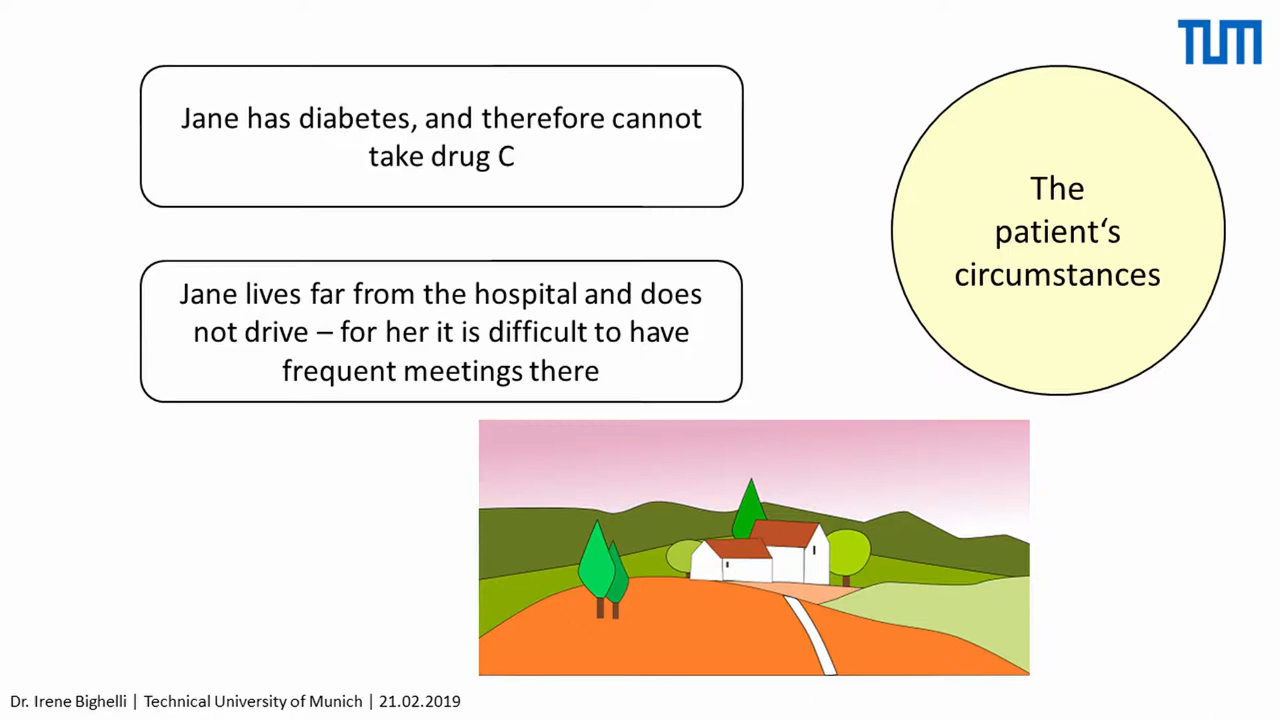 TUM
Jane has diabetes, and therefore cannot
take drug C
The
patient‘s
circumstances
Jane lives far from the hospital and does
not drive – for her it is difficult to have
frequent meetings there
Dr. Irene Bighelli | Technical University of Munich | 21.02.2019